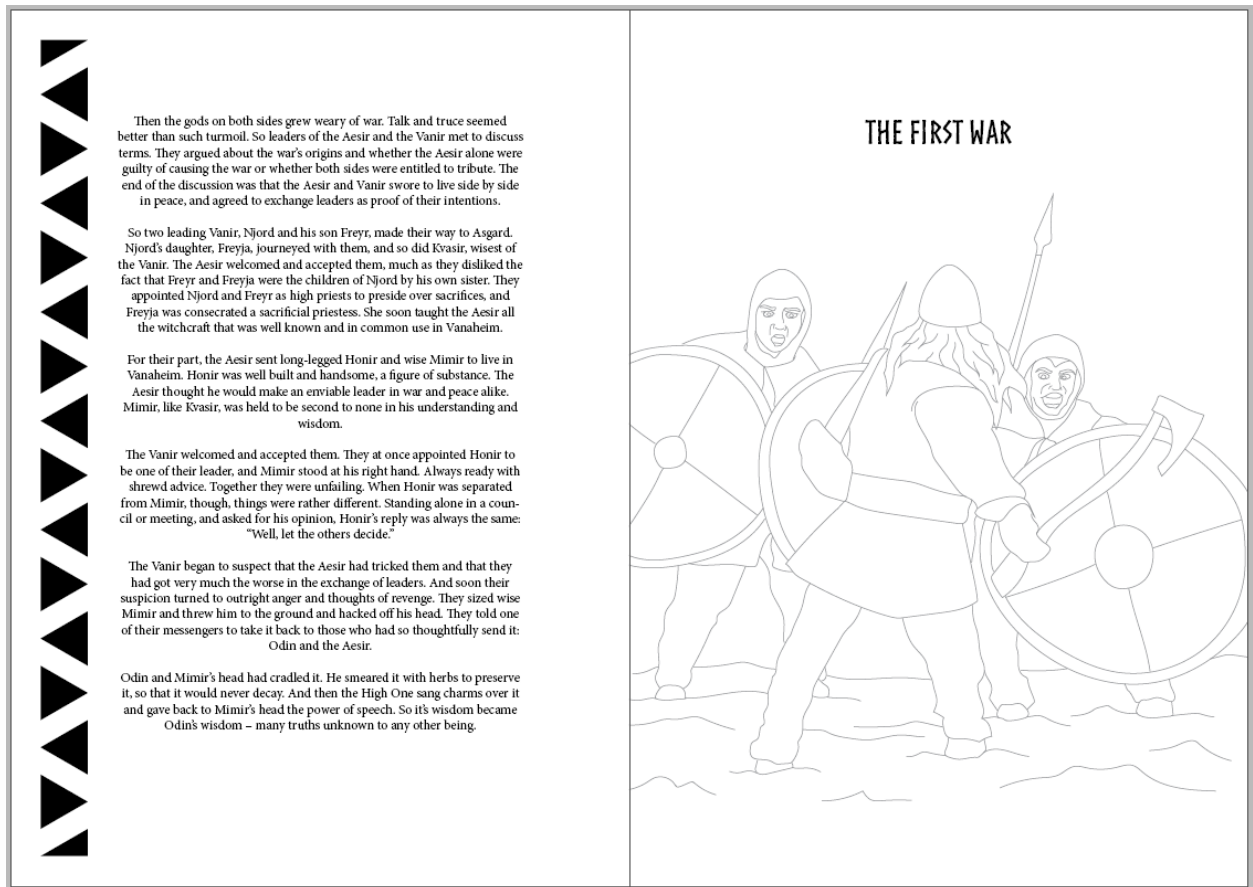 Then the gods on both sides grew weary of war. Talk and truce seemed
better than such turmoil. So leaders of the Aesir and the Vanir met to discuss
terms. They argued about the war's origins and whether the Aesir alone were
guilty of causing the war or whether both sides were entitled to tribute. The
end of the discussion was that the Aesir and Vanir swore to live side by side
in peace, and agreed to exchange leaders as proof of their intentions.
So two leading Vanir, Njord and his son Freyr, made their way to Asgard.
Njord's daughter, Freyja, journeyed with them, and so did Kvasir, wisest of
the Vanir. The Aesir welcomed and accepted them, much as they disliked the
fact that Freyr and Freyja were the children of Njord by his own sister. They
appointed Njord and Freyr as high priests to preside over sacrifices, and
Freyja was consecrated a sacrificial priestess. She soon taught the Aesir all
the witchcraft that was well known and in common use in Vanaheim.
For their part, the Aesir sent long-legged Honir and wise Mimir to live in
Vanaheim. Honir was well built and handsome, a figure of substance. The
Aesir thought he would make an enviable leader in war and peace alike.
Mimir, like Kvasir, was held to be second to none in his understanding and
wisdom.
The Vanir welcomed and accepted them. They at once appointed Honir to
be one of their leader, and Mimir stood at his right hand. Always ready with
shrewd advice. Together they were unfailing. When Honir was separated
from Mimir, though, things were rather different. Standing alone in a coun-
cil or meeting, and asked for his opinion, Honir's reply was always the same:
“Well, let the others decide.”
The Vanir began to suspect that the Aesir had tricked them and that they
had got very much the worse in the exchange of leaders. And soon their
suspicion turned to outright anger and thoughts of revenge. They sized wise
Mimir and threw him to the ground and hacked off his head. They told one
of their messengers to take it back to those who had so thoughtfully send it:
Odin and the Aesir.
Odin and Mimir's head had cradled it. He smeared it with herbs to preserve
it, so that it would never decay. And then the High One sang charms over it
and gave back to Mimir's head the power of speech. So it's wisdom became
Odin's wisdom – many truths unknown to any other being.
THE FIRST WAR